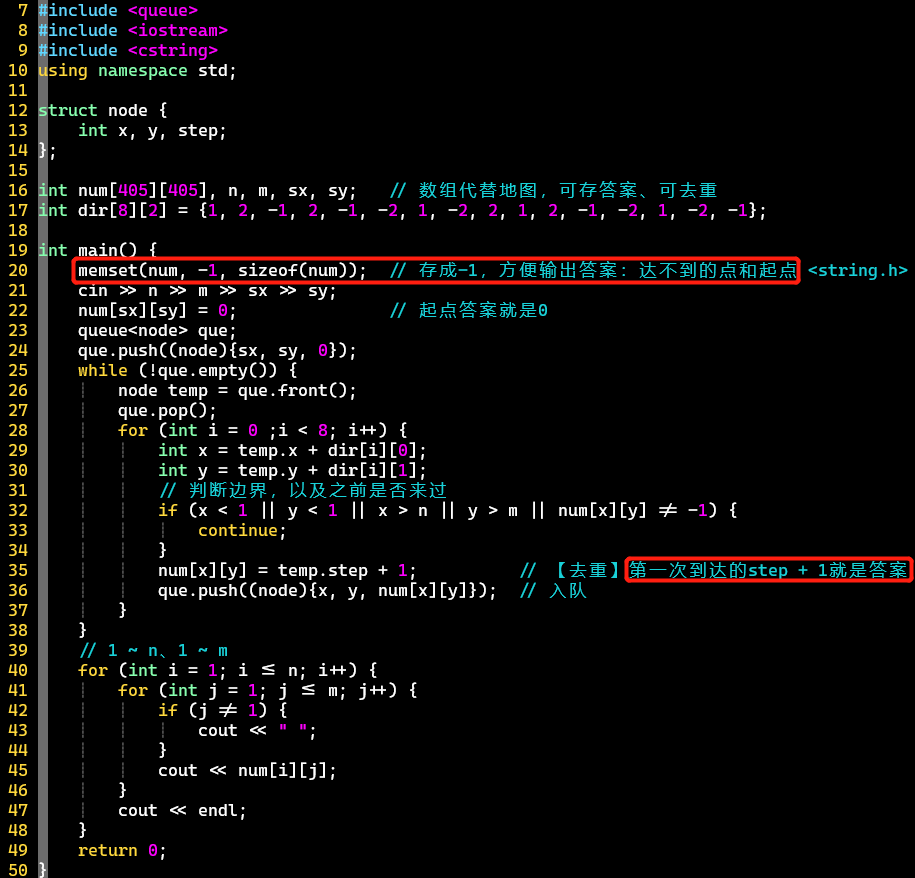 7 #include <queue>
8 #include <iostream>
9 #include <cstring>
10 using namespace std;
11
12 struct node {
13     int x, y, step;
14 };
15
16 int num[405][405], n, m, sx, sy;   // 数组代替地图，可存答案、可去重
17 int dir[8][2] = {1, 2, -1, 2, -1, -2, 1, -2, 2, 1, 2, -1, -2, 1, -2, -1};
18
19 int main() {
20     memset(num, -1, sizeof(num));  // 存成-1，方便输出答案：达不到的点和起点 <string.h>
21     cin >> n >> m >> sx >> sy;
22     num[sx][sy] = 0;               // 起点答案就是0
23     queue<node> que;
24     que.push((node){sx, sy, 0});
25     while (!que.empty()) {
26         node temp = que.front();
27         que.pop();
28         for (int i = 0 ;i < 8; i++) {
29             int x = temp.x + dir[i][0];
30             int y = temp.y + dir[i][1];
31             // 判断边界，以及之前是否来过
32             if (x < 1 || y < 1 || x > n || y > m || num[x][y] != -1) {
33                 continue;
34             }
35             num[x][y] = temp.step + 1;          // 【去重】第一次到达的step + 1就是答案
36             que.push((node){x, y, num[x][y]});  // 入队
37         }
38     }
39     // 1 ~ n、1 ~ m
40     for (int i = 1; i <= n; i++) {
41         for (int j = 1; j <= m; j++) {
42             if (j != 1) {
43                 cout << " ";
44             }
45             cout << num[i][j];
46         }
47         cout << endl;
48     }
49     return 0;
50 }